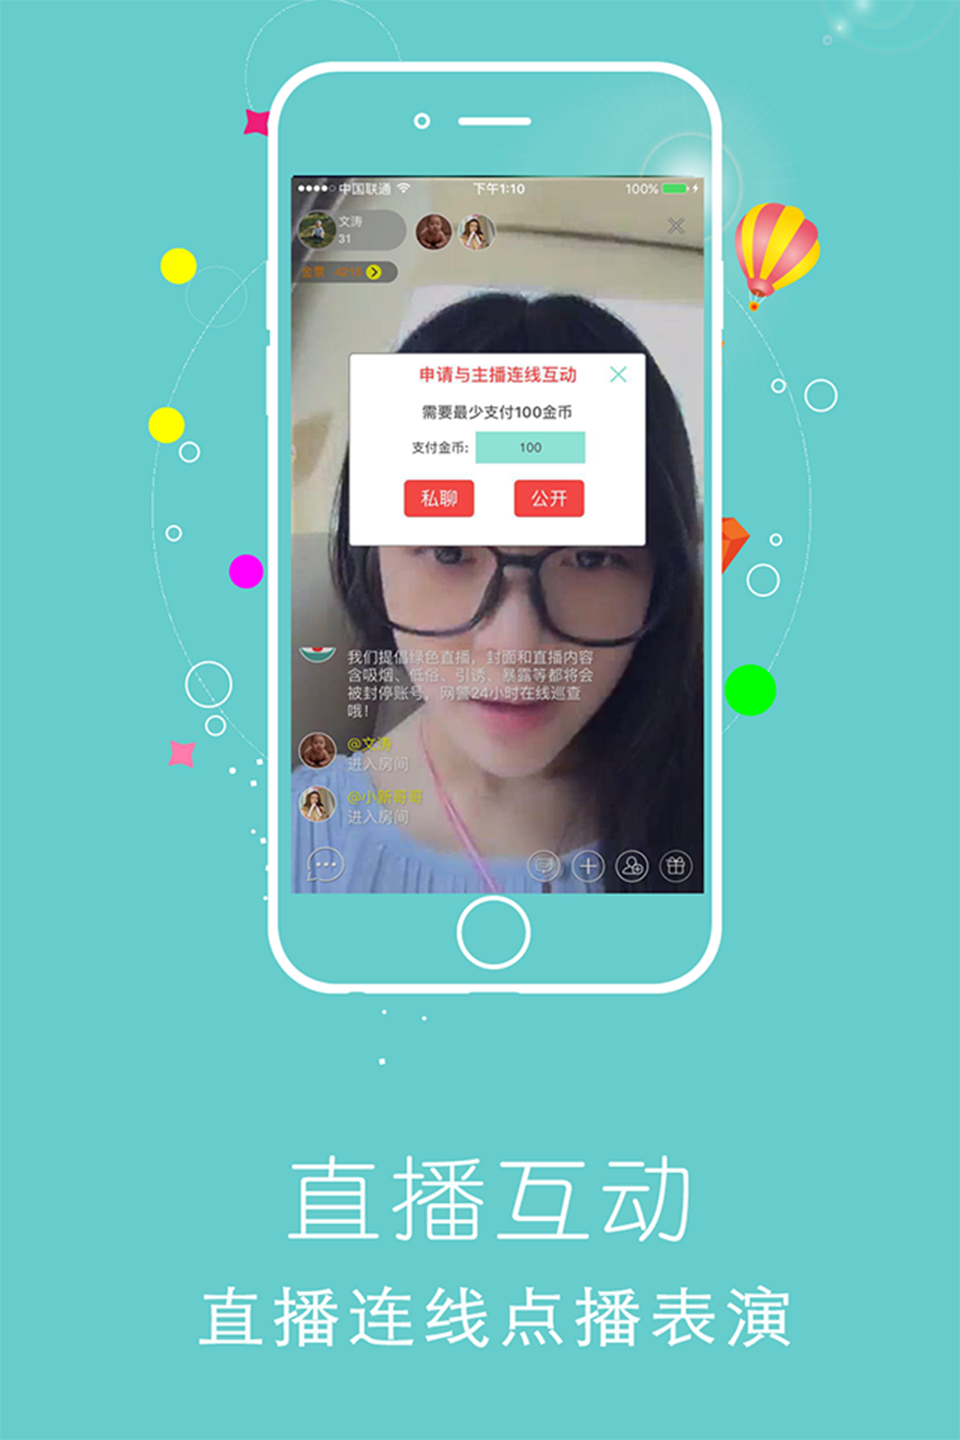 中国联通
下午1:10
100%
文涛
31
金票 4215
申请与主播连线互动
需要最少支付100金币
支付金币: 100
私聊 公开
我们提倡绿色直播，封面和直播内容
含吸烟、低俗、引诱、暴露等都将会
被封停账号，网警24小时在线巡查
哦！
@文涛
进入房间
@小新哥哥
进入房间
直播互动
直播连线点播表演